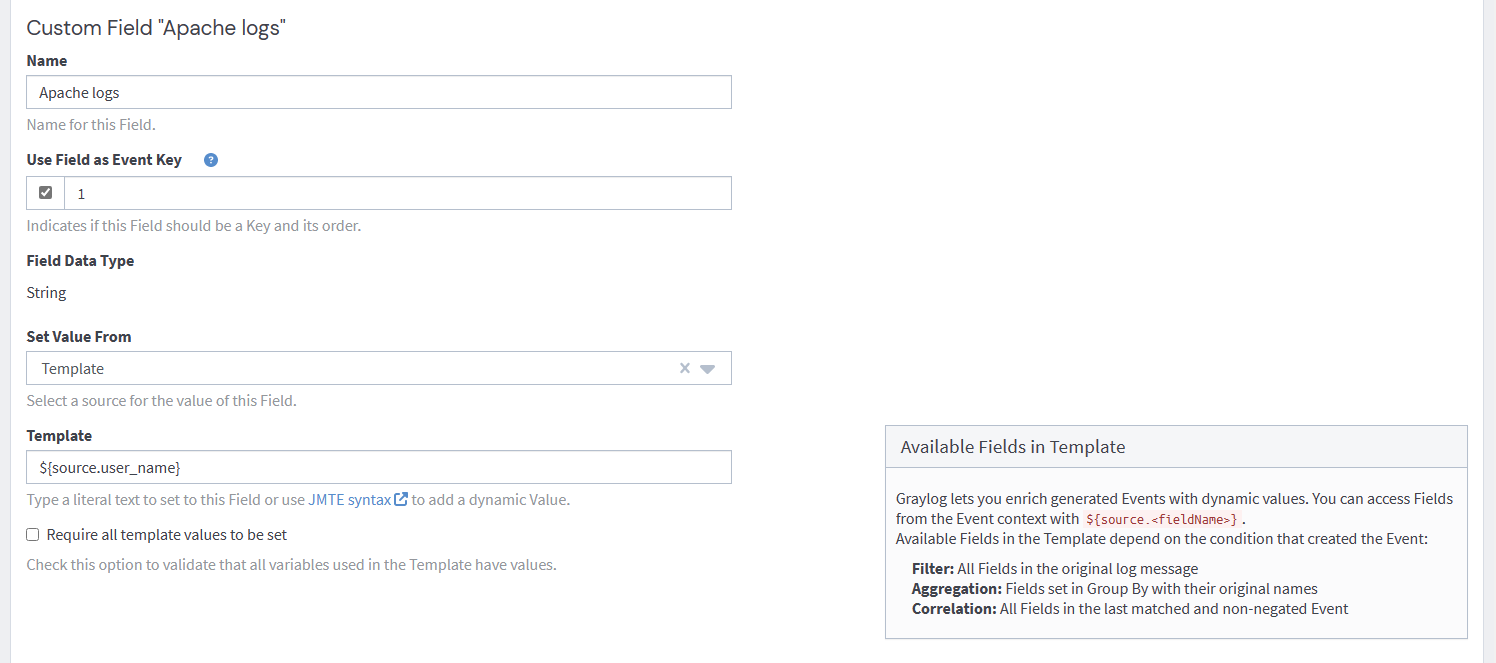 Custom Field "Apache logs"
Name
Apache logs
Name for this Field.
Use Field as Event Key ?
1
Indicates if this Field should be a Key and its order.
Field Data Type
String
Set Value From
Template
Select a source for the value of this Field.
Template
${source.user_name}
Type a literal text to set to this Field or use JMTE syntax to add a dynamic Value.
Require all template values to be set
Check this option to validate that all variables used in the Template have values.
Available Fields in Template
Graylog lets you enrich generated Events with dynamic values. You can access Fields
from the Event context with ${source.<fieldName>} .
Available Fields in the Template depend on the condition that created the Event:
Filter: All Fields in the original log message
Aggregation: Fields set in Group By with their original names
Correlation: All Fields in the last matched and non-negated Event